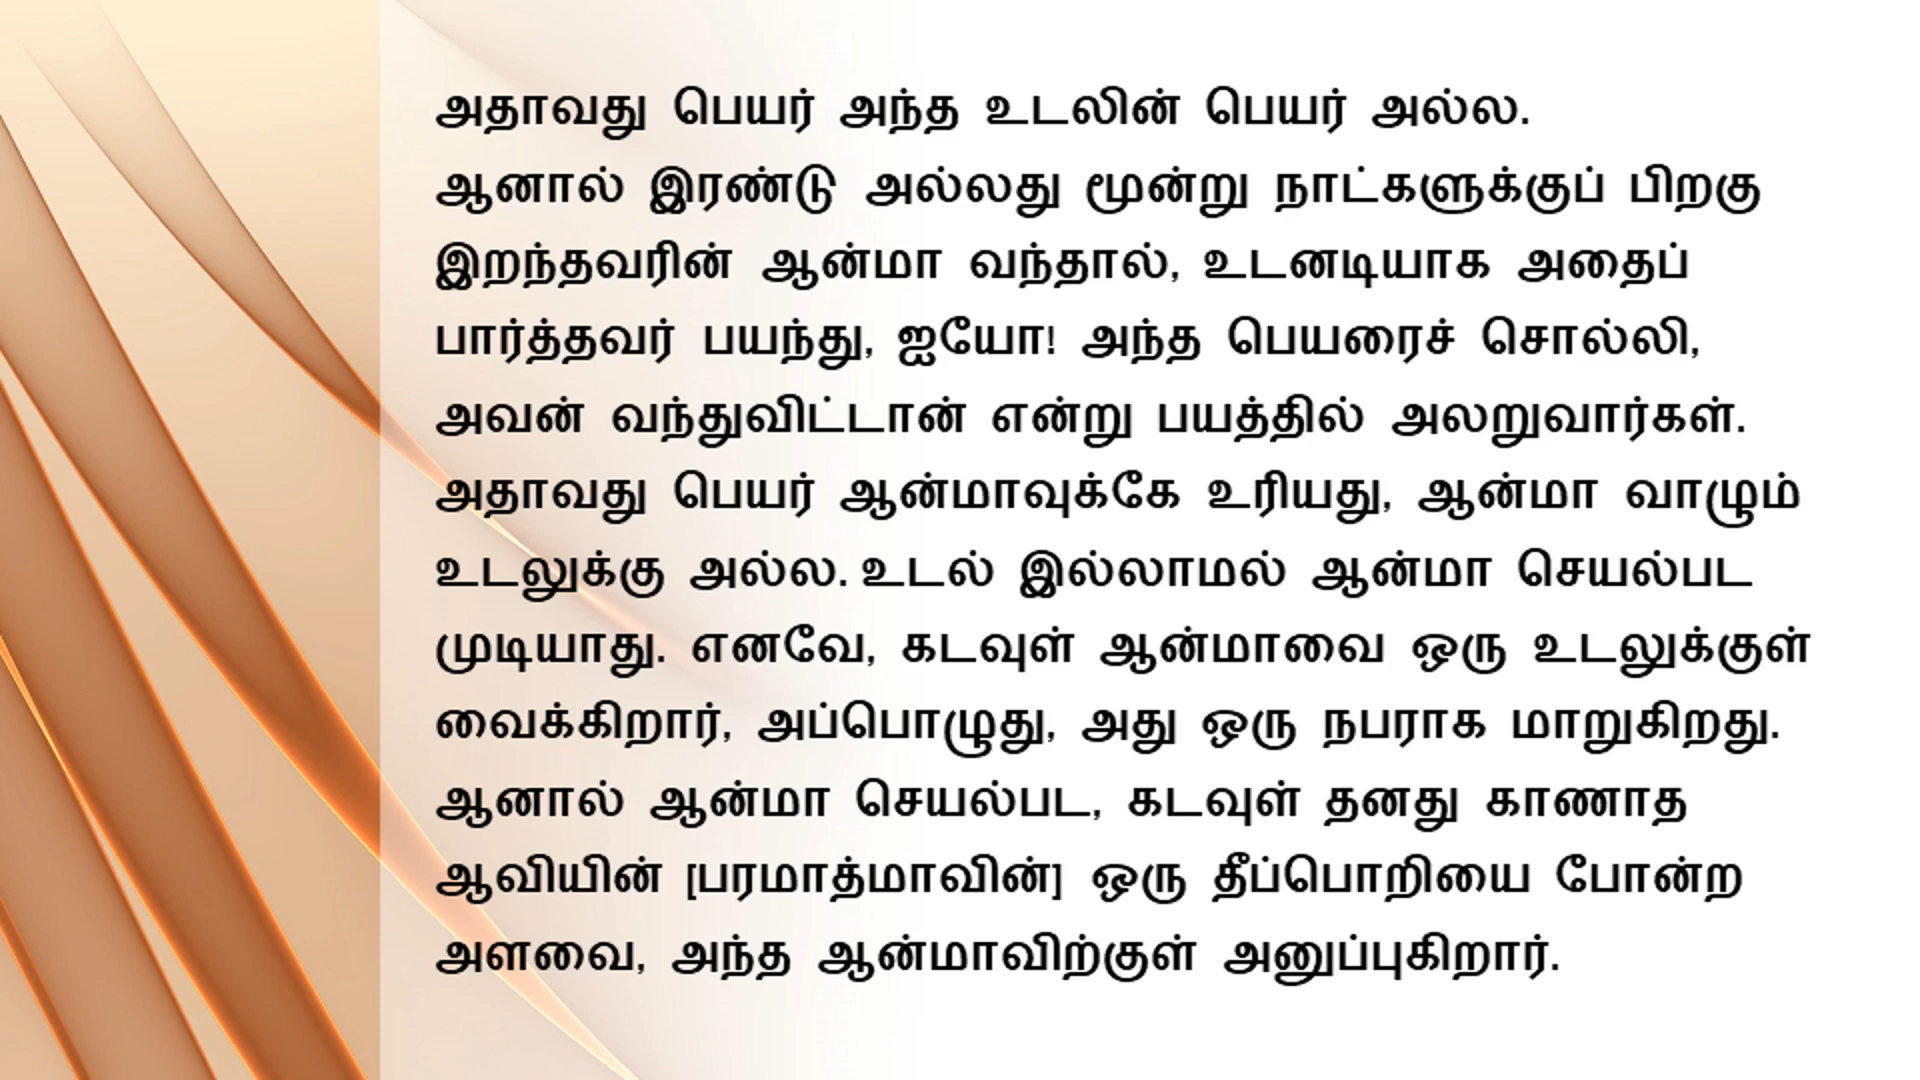 அதாவது பெயர் அந்த உடலின் பெயர் அல்ல.
ஆனால் இரண்டு அல்லது மூன்று நாட்களுக்குப் பிறகு
இறந்தவரின் ஆன்மா வந்தால், உடனடியாக அதைப்
பார்த்தவர் பயந்து, ஐயோ! அந்த பெயரைச் சொல்லி,
அவன் வந்துவிட்டான் என்று பயத்தில் அலறுவார்கள்.
அதாவது பெயர் ஆன்மாவுக்கே உரியது, ஆன்மா வாழும்
உடலுக்கு அல்ல. உடல் இல்லாமல் ஆன்மா செயல்பட
முடியாது. எனவே, கடவுள் ஆன்மாவை ஒரு உடலுக்குள்
வைக்கிறார், அப்பொழுது, அது ஒரு நபராக மாறுகிறது.
ஆனால் ஆன்மா செயல்பட, கடவுள் தனது காணாத
ஆவியின் [பரமாத்மாவின்] ஒரு தீப்பொறியை போன்ற
அளவை, அந்த ஆன்மாவிற்குள் அனுப்புகிறார்.